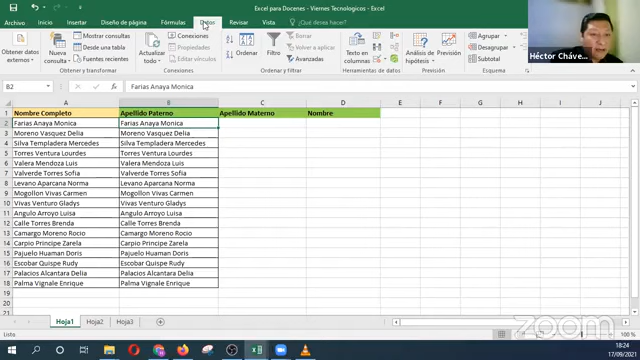 Excel para Docenes - Viernes Tecnologicos - Excel
Archivo Inicio Insertar Diseño de página Fórmulas Datos Revisar Vista ¿Qué desea hacer?
Obtener datos externos
Nueva consulta
Mostrar consultas
Desde una tabla
Fuentes recientes
Obtener y transformar
Actualizar todo
Conexiones
Propiedades
Editar vínculos
Conexiones
Ordenar
Filtro
Borrar
Volver a aplicar
Avanzadas
Ordenar y filtrar
Texto en columnas
Herramientas de datos
Análisis de hipótesis
Previsión
Previsión
Agrupar
Desagrupar
Subtotal
Esquema
Héctor Cháve...
B2 fx Farias Anaya Monica
A B C D E F G H I J
1 Nombre Completo Apellido Paterno Apellido Materno Nombre
2 Farias Anaya Monica Farias Anaya Monica
3 Moreno Vasquez Delia Moreno Vasquez Delia
4 Silva Templadera Mercedes Silva Templadera Mercedes
5 Torres Ventura Lourdes Torres Ventura Lourdes
6 Valera Mendoza Luis Valera Mendoza Luis
7 Valverde Torres Sofia Valverde Torres Sofia
8 Levano Aparcana Norma Levano Aparcana Norma
9 Mogollon Vivas Carmen Mogollon Vivas Carmen
10 Vivas Venturo Gladys Vivas Venturo Gladys
11 Angulo Arroyo Luisa Angulo Arroyo Luisa
12 Calle Torres Brenda Calle Torres Brenda
13 Camargo Moreno Rocio Camargo Moreno Rocio
14 Carpio Principe Zarela Carpio Principe Zarela
15 Pajuelo Huaman Doris Pajuelo Huaman Doris
16 Escobar Quispe Rudy Escobar Quispe Rudy
17 Palacios Alcantara Delia Palacios Alcantara Delia
18 Palma Vignale Enrique Palma Vignale Enrique
19
20
21
Hoja1 Hoja2 Hoja3
Listo
100 %
zoom
18:24
17/09/2021